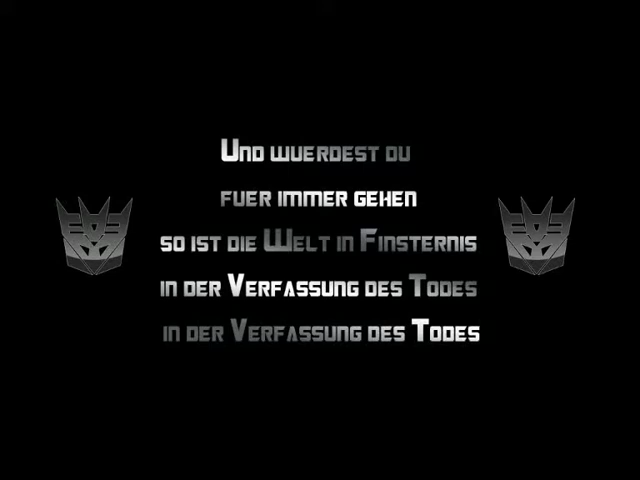 Und wuerdest du
fuer immer gehen
so ist die Welt in Finsternis
in der Verfassung des Todes
in der Verfassung des Todes